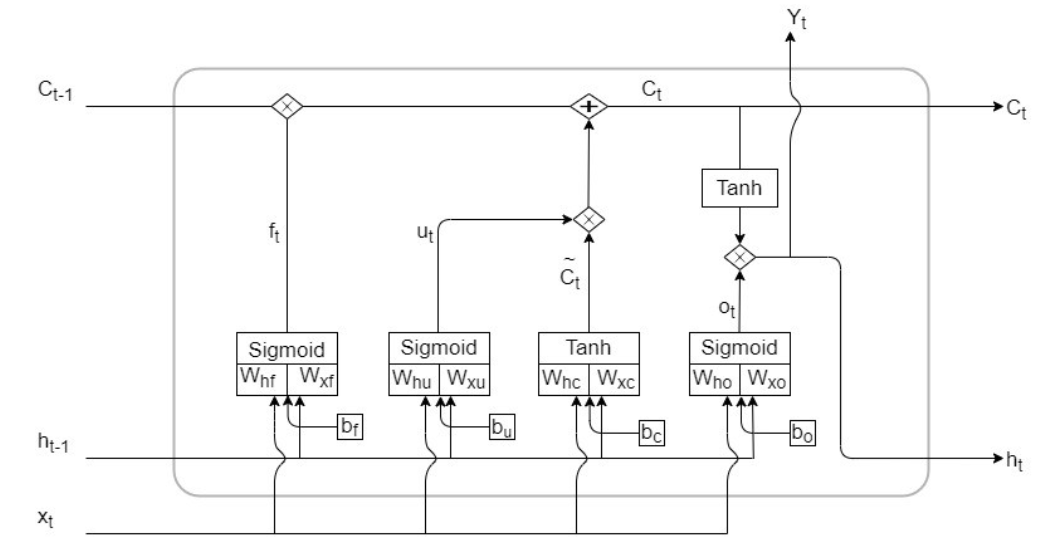 Yt
Ct-1
Ct
Ct
Tanh
ft
ut
C̃t
ot
Sigmoid
Sigmoid
Tanh
Sigmoid
Whf Wxf
Whu Wxu
Whc Wxc
Who Wxo
bf
bu
bc
bo
ht-1
ht
xt